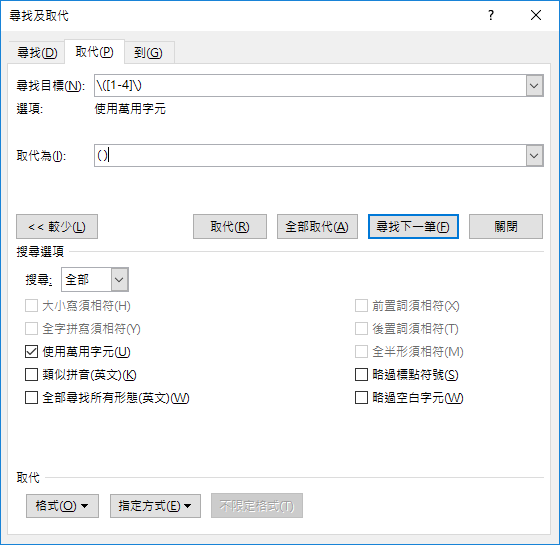 尋找及取代
尋找(D) 取代(P) 到(G)
尋找目標(N): \([1-4]\)
選項: 使用萬用字元
取代為(I): ()
<< 較少(L) 取代(R) 全部取代(A) 尋找下一筆(F) 關閉
搜尋選項
搜尋: 全部
大小寫須相符(H) 前置詞須相符(X)
全字拼寫須相符(Y) 後置詞須相符(T)
使用萬用字元(U) 全半形須相符(M)
類似拼音(英文)(K) 略過標點符號(S)
全部尋找所有形態(英文)(W) 略過空白字元(W)
取代
格式(O) 指定方式(E) 不限定格式(T)